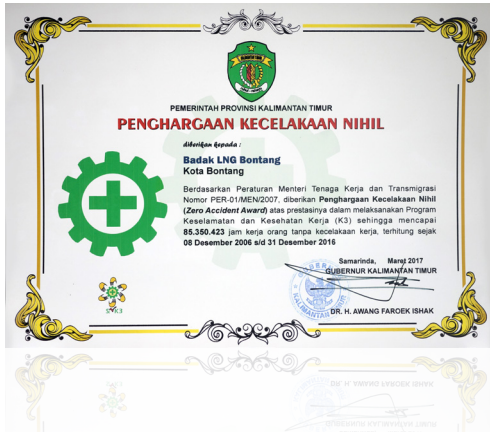 PEMERINTAH PROVINSI KALIMANTAN TIMUR
PENGHARGAAN KECELAKAAN NIHIL
diberikan kepada :
Badak LNG Bontang
Kota Bontang
Berdasarkan Peraturan Menteri Tenaga Kerja dan Transmigrasi
Nomor PER-01/MEN/2007, diberikan Penghargaan Kecelakaan Nihil
(Zero Accident Award) atas prestasinya dalam melaksanakan Program
Keselamatan dan Kesehatan Kerja (K3) sehingga mencapai
85.350.423 jam kerja orang tanpa kecelakaan kerja, terhitung sejak
08 Desember 2006 s/d 31 Desember 2016
Samarinda, Maret 2017
GUBERNUR KALIMANTAN TIMUR
DR. H. AWANG FAROEK ISHAK